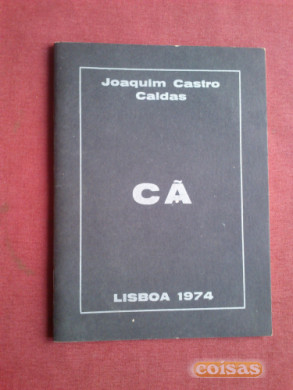 Joaquim Castro
Caldas
CÃ
LISBOA 1974
coisas